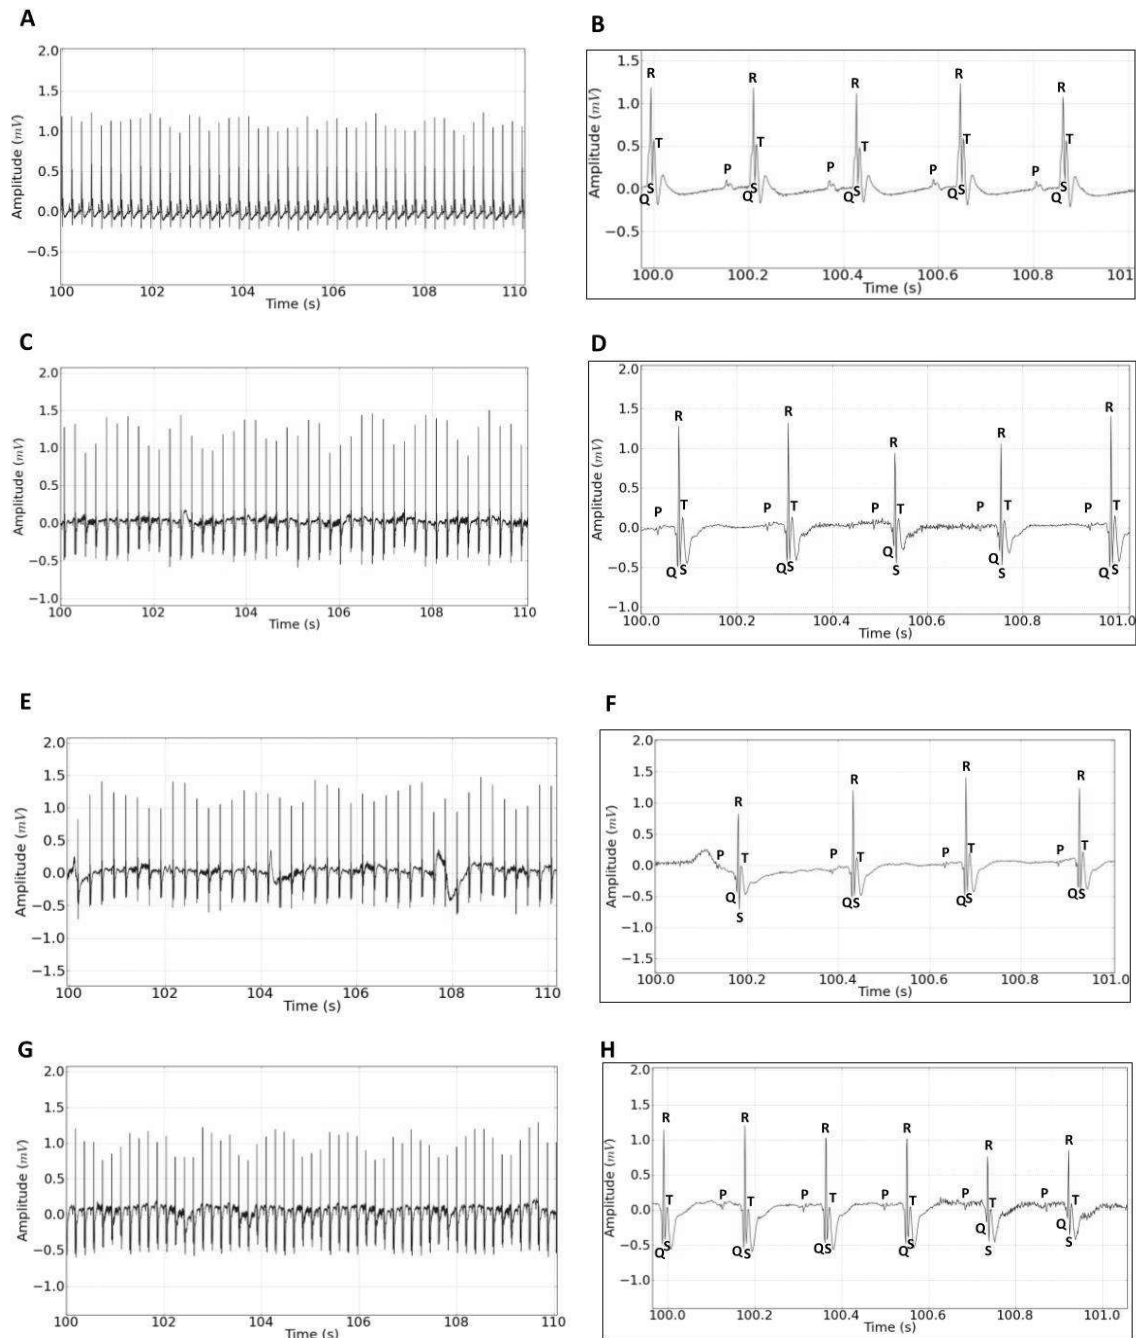 A
2.0
1.5
1.0
0.5
0.0
−0.5
100 102 104 106 108 110
Time (s)
Amplitude (mV)
B
1.5
1.0
0.5
0.0
−0.5
R R R R R
T T T T T
P P P P
S S S S S
Q Q Q Q Q
100.0 100.2 100.4 100.6 100.8 101
Time (s)
Amplitude (mV)
C
2.0
1.5
1.0
0.5
0.0
−0.5
−1.0
100 102 104 106 108 110
Time (s)
Amplitude (mV)
D
2.0
1.5
1.0
0.5
0.0
−0.5
−1.0
R R R R R
P T P T P T P T P T
Q S Q S Q S Q S Q S
100.0 100.2 100.4 100.6 100.8 101.0
Time (s)
Amplitude (mV)
E
2.0
1.5
1.0
0.5
0.0
−0.5
−1.0
−1.5
100 102 104 106 108 110
Time (s)
Amplitude (mV)
F
2.0
1.5
1.0
0.5
0.0
−0.5
−1.0
−1.5
R R R R
P T P T P T P T
Q S Q S Q S Q S
100.0 100.2 100.4 100.6 100.8 101.0
Time (s)
Amplitude (mV)
G
2.0
1.5
1.0
0.5
0.0
−0.5
−1.0
100 102 104 106 108 110
Time (s)
Amplitude (mV)
H
2.0
1.5
1.0
0.5
0.0
−0.5
−1.0
R R R R R R
T P T P T P T P T P T
Q S Q S Q S Q S Q S Q S
100.0 100.2 100.4 100.6 100.8 101.0
Time (s)
Amplitude (mV)